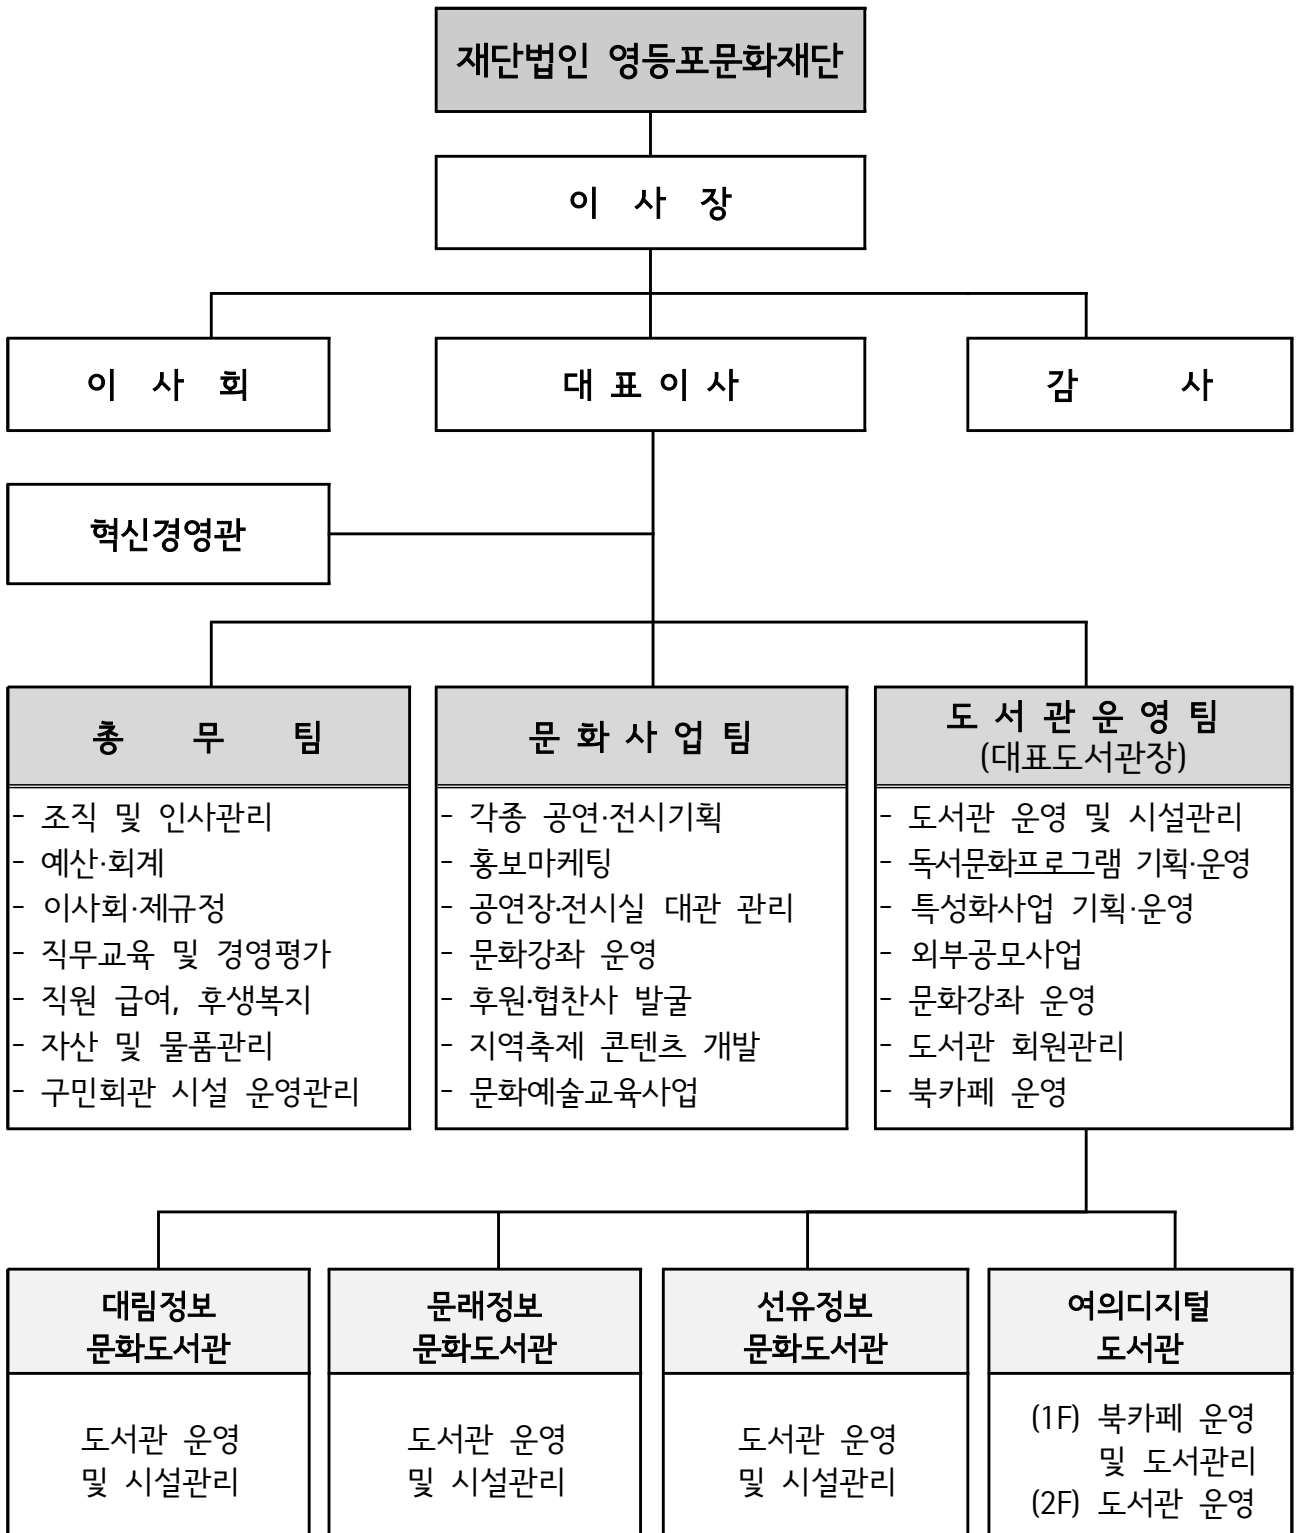 재단법인 영등포문화재단
이 사 장
이 사 회
대 표 이 사
감 사
혁신경영관
총 무 팀
- 조직 및 인사관리
- 예산·회계
- 이사회·제규정
- 직무교육 및 경영평가
- 직원 급여, 후생복지
- 자산 및 물품관리
- 구민회관 시설 운영관리
문 화 사 업 팀
- 각종 공연·전시기획
- 홍보마케팅
- 공연장·전시실 대관 관리
- 문화강좌 운영
- 후원·협찬사 발굴
- 지역축제 콘텐츠 개발
- 문화예술교육사업
도 서 관 운 영 팀
(대표도서관장)
- 도서관 운영 및 시설관리
- 독서문화프로그램 기획·운영
- 특성화사업 기획·운영
- 외부공모사업
- 문화강좌 운영
- 도서관 회원관리
- 북카페 운영
대림정보
문화도서관
도서관 운영
및 시설관리
문래정보
문화도서관
도서관 운영
및 시설관리
선유정보
문화도서관
도서관 운영
및 시설관리
여의디지털
도서관
(1F) 북카페 운영
및 도서관리
(2F) 도서관 운영